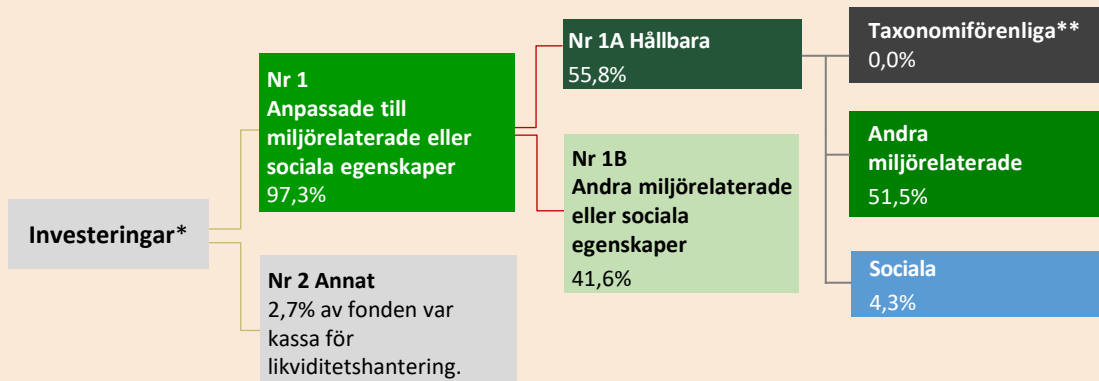 Investeringar*
Nr 1
Anpassade till
miljörelaterade eller
sociala egenskaper
97,3%
Nr 2 Annat
2,7% av fonden var
kassa för
likviditetshantering.
Nr 1A Hållbara
55,8%
Nr 1B
Andra miljörelaterade
eller sociala
egenskaper
41,6%
Taxonomiförenliga**
0,0%
Andra
miljörelaterade
51,5%
Sociala
4,3%